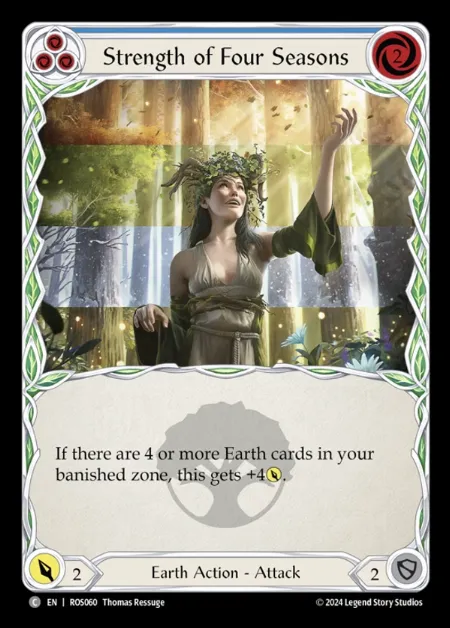 Strength of Four Seasons
2
If there are 4 or more Earth cards in your
banished zone, this gets +4.
2
Earth Action - Attack
2
C EN | ROS060 Thomas Ressuge
© 2024 Legend Story Studios